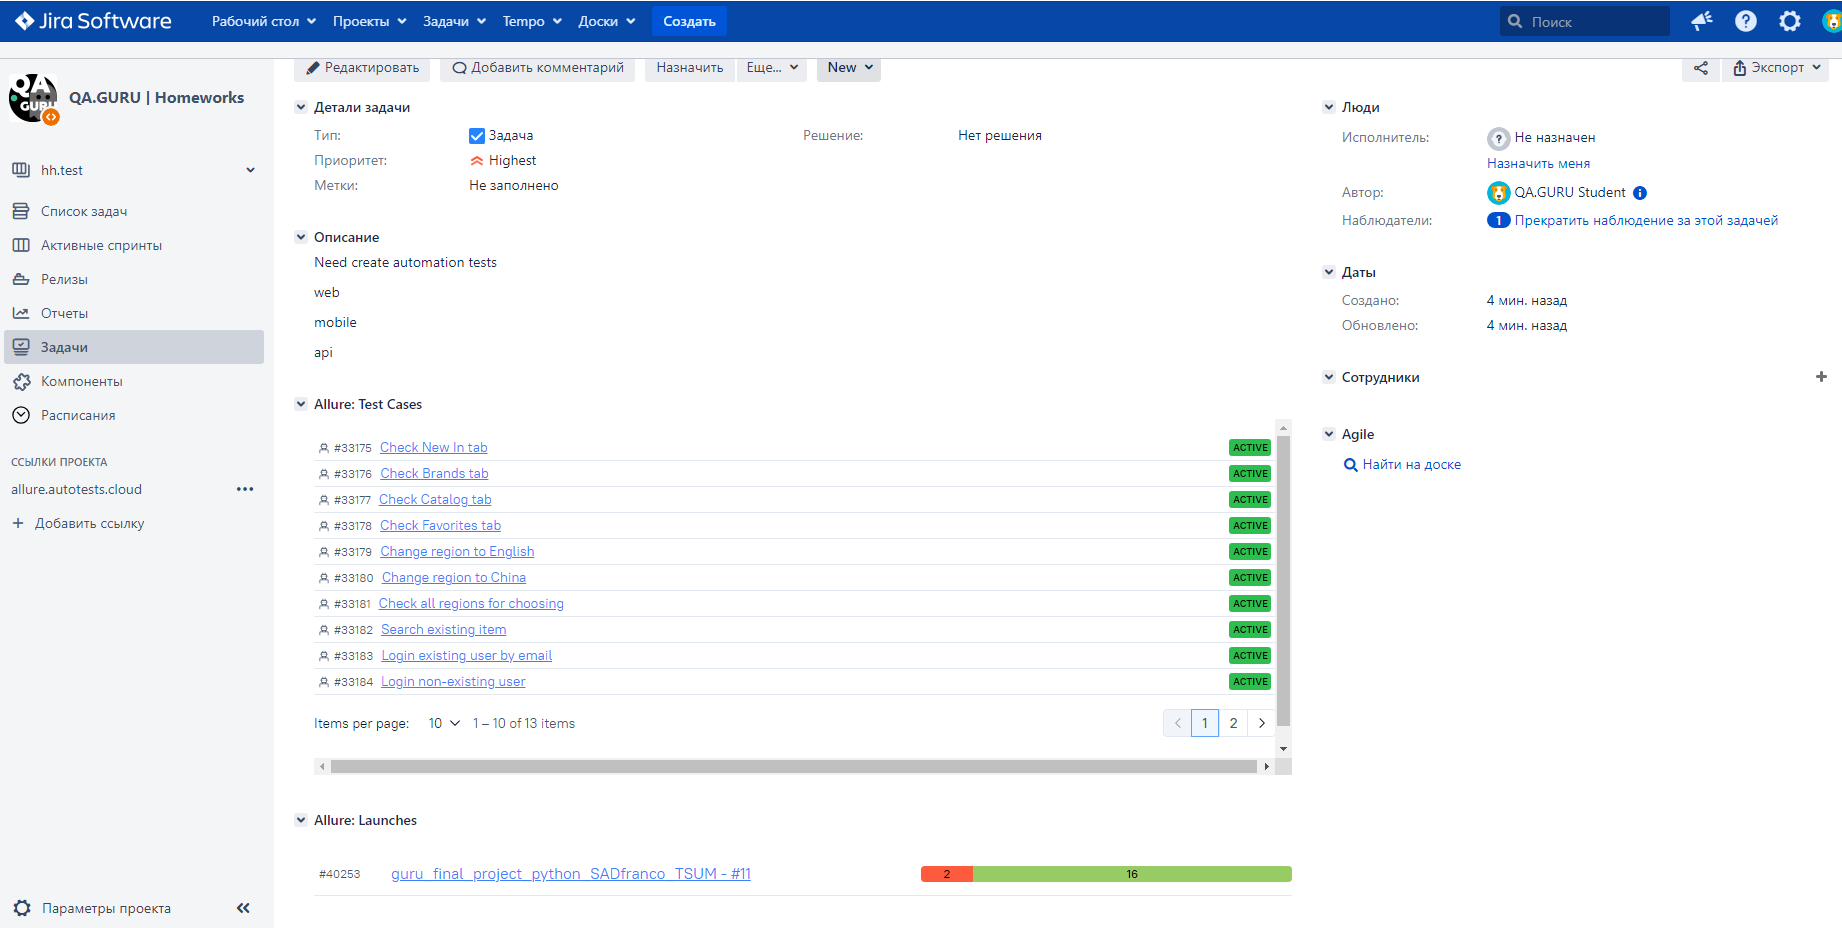 Jira Software Рабочий стол Проекты Задачи Tempo Доски Создать Поиск
QA GURU
QA.GURU | Homeworks
hh.test
Список задач
Активные спринты
Релизы
Отчеты
Задачи
Компоненты
Расписания
ССЫЛКИ ПРОЕКТА
allure.autotests.cloud
+ Добавить ссылку
Параметры проекта
Редактировать Добавить комментарий Назначить Еще... New Экспорт
Детали задачи
Тип: Задача Решение: Нет решения
Приоритет: Highest
Метки: Не заполнено
Описание
Need create automation tests
web
mobile
api
Allure: Test Cases
#33175 Check New In tab ACTIVE
#33176 Check Brands tab ACTIVE
#33177 Check Catalog tab ACTIVE
#33178 Check Favorites tab ACTIVE
#33179 Change region to English ACTIVE
#33180 Change region to China ACTIVE
#33181 Check all regions for choosing ACTIVE
#33182 Search existing item ACTIVE
#33183 Login existing user by email ACTIVE
#33184 Login non-existing user ACTIVE
Items per page: 10 1 – 10 of 13 items 1 2
Allure: Launches
#40253 guru_final_project_python_SADfranco_TSUM - #11 2 16
Люди
Исполнитель: Не назначен
Назначить меня
Автор: QA.GURU Student
Наблюдатели: 1 Прекратить наблюдение за этой задачей
Даты
Создано: 4 мин. назад
Обновлено: 4 мин. назад
Сотрудники
Agile
Найти на доске